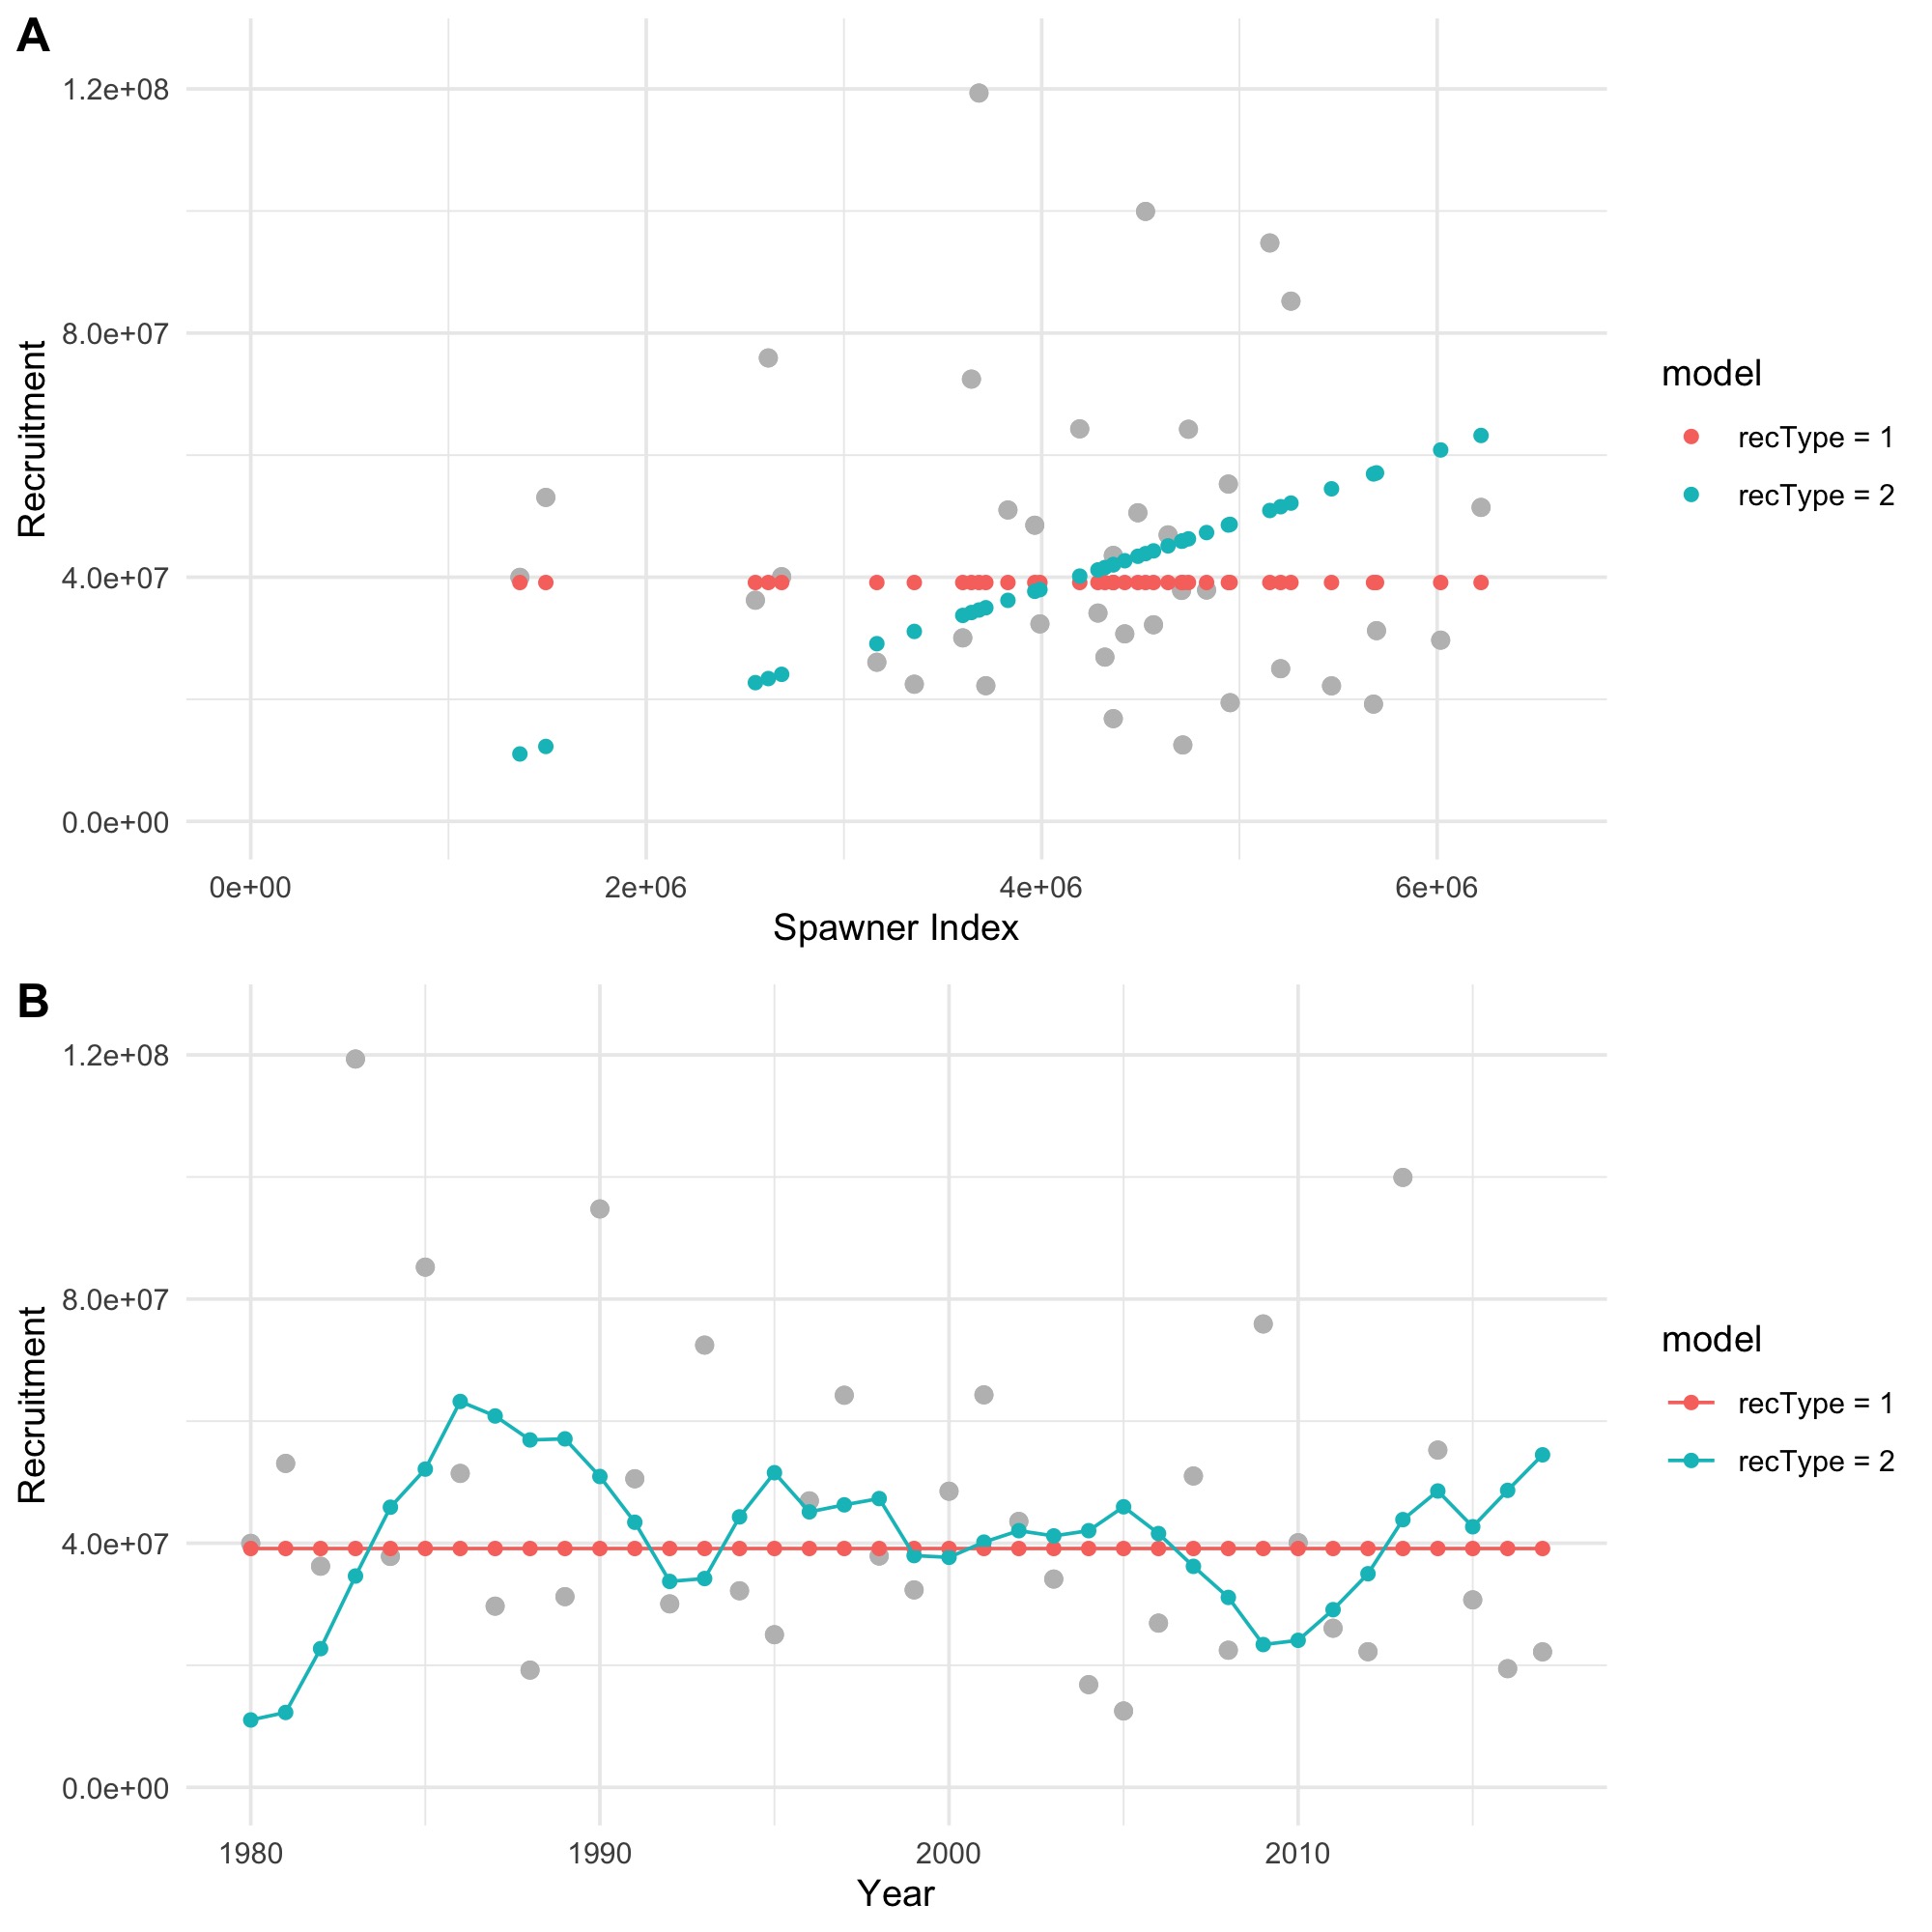 A
1.2e+08
8.0e+07
4.0e+07
0.0e+00
Recruitment
0e+00 2e+06 4e+06 6e+06
Spawner Index
model
recType = 1
recType = 2
B
1.2e+08
8.0e+07
4.0e+07
0.0e+00
Recruitment
1980 1990 2000 2010
Year
model
recType = 1
recType = 2